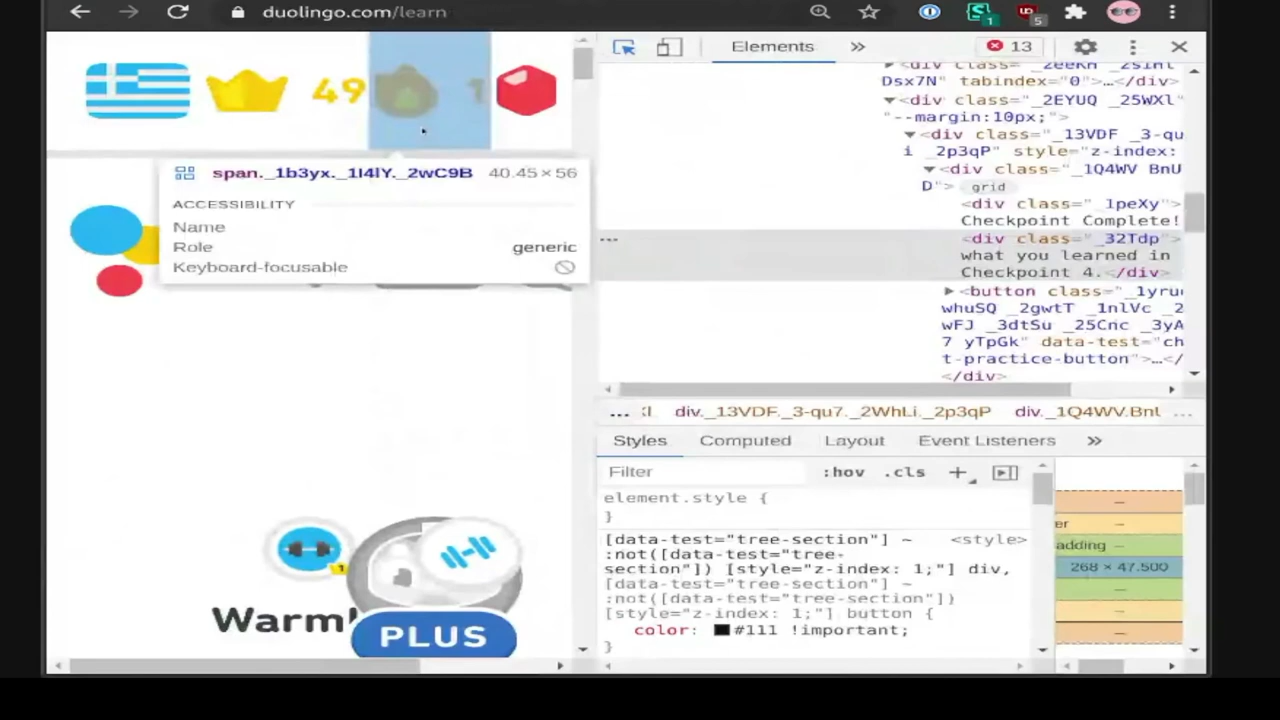 duolingo.com/learn
1
5
49
1
span._1b3yx._1I4lY._2wC9B 40.45 × 56
ACCESSIBILITY
Name
Role generic
Keyboard-focusable
Warm
1
PLUS
Elements » 13
Dsx7N" tabindex="0">…</div>
▼<div class="_2EYUQ _25WXl"
"--margin:10px;">
▼<div class="_13VDF _3-qu
i _2p3qP" style="z-index:
▼<div class="_1Q4WV BnU
D"> grid
<div class="_1peXy">
Checkpoint Complete!
… <div class="_32Tdp">
what you learned in
Checkpoint 4.</div>
▶<button class="_1yru
whuSQ _2gwtT _1nlVc _2
wFJ _3dtSu _25Cnc _3yA
7 yTpGk" data-test="ch
t-practice-button">…</
</div>
… div._13VDF._3-qu7._2WhLi._2p3qP div._1Q4WV.BnU …
Styles Computed Layout Event Listeners »
Filter :hov .cls +
element.style {
}
[data-test="tree-section"] ~ <style>
:not([data-test="tree-
section"]) [style="z-index: 1;"] div,
[data-test="tree-section"] ~
:not([data-test="tree-section"])
[style="z-index: 1;"] button {
color: #111 !important;
}
–
er –
adding –
268 × 47.500
–
–
–